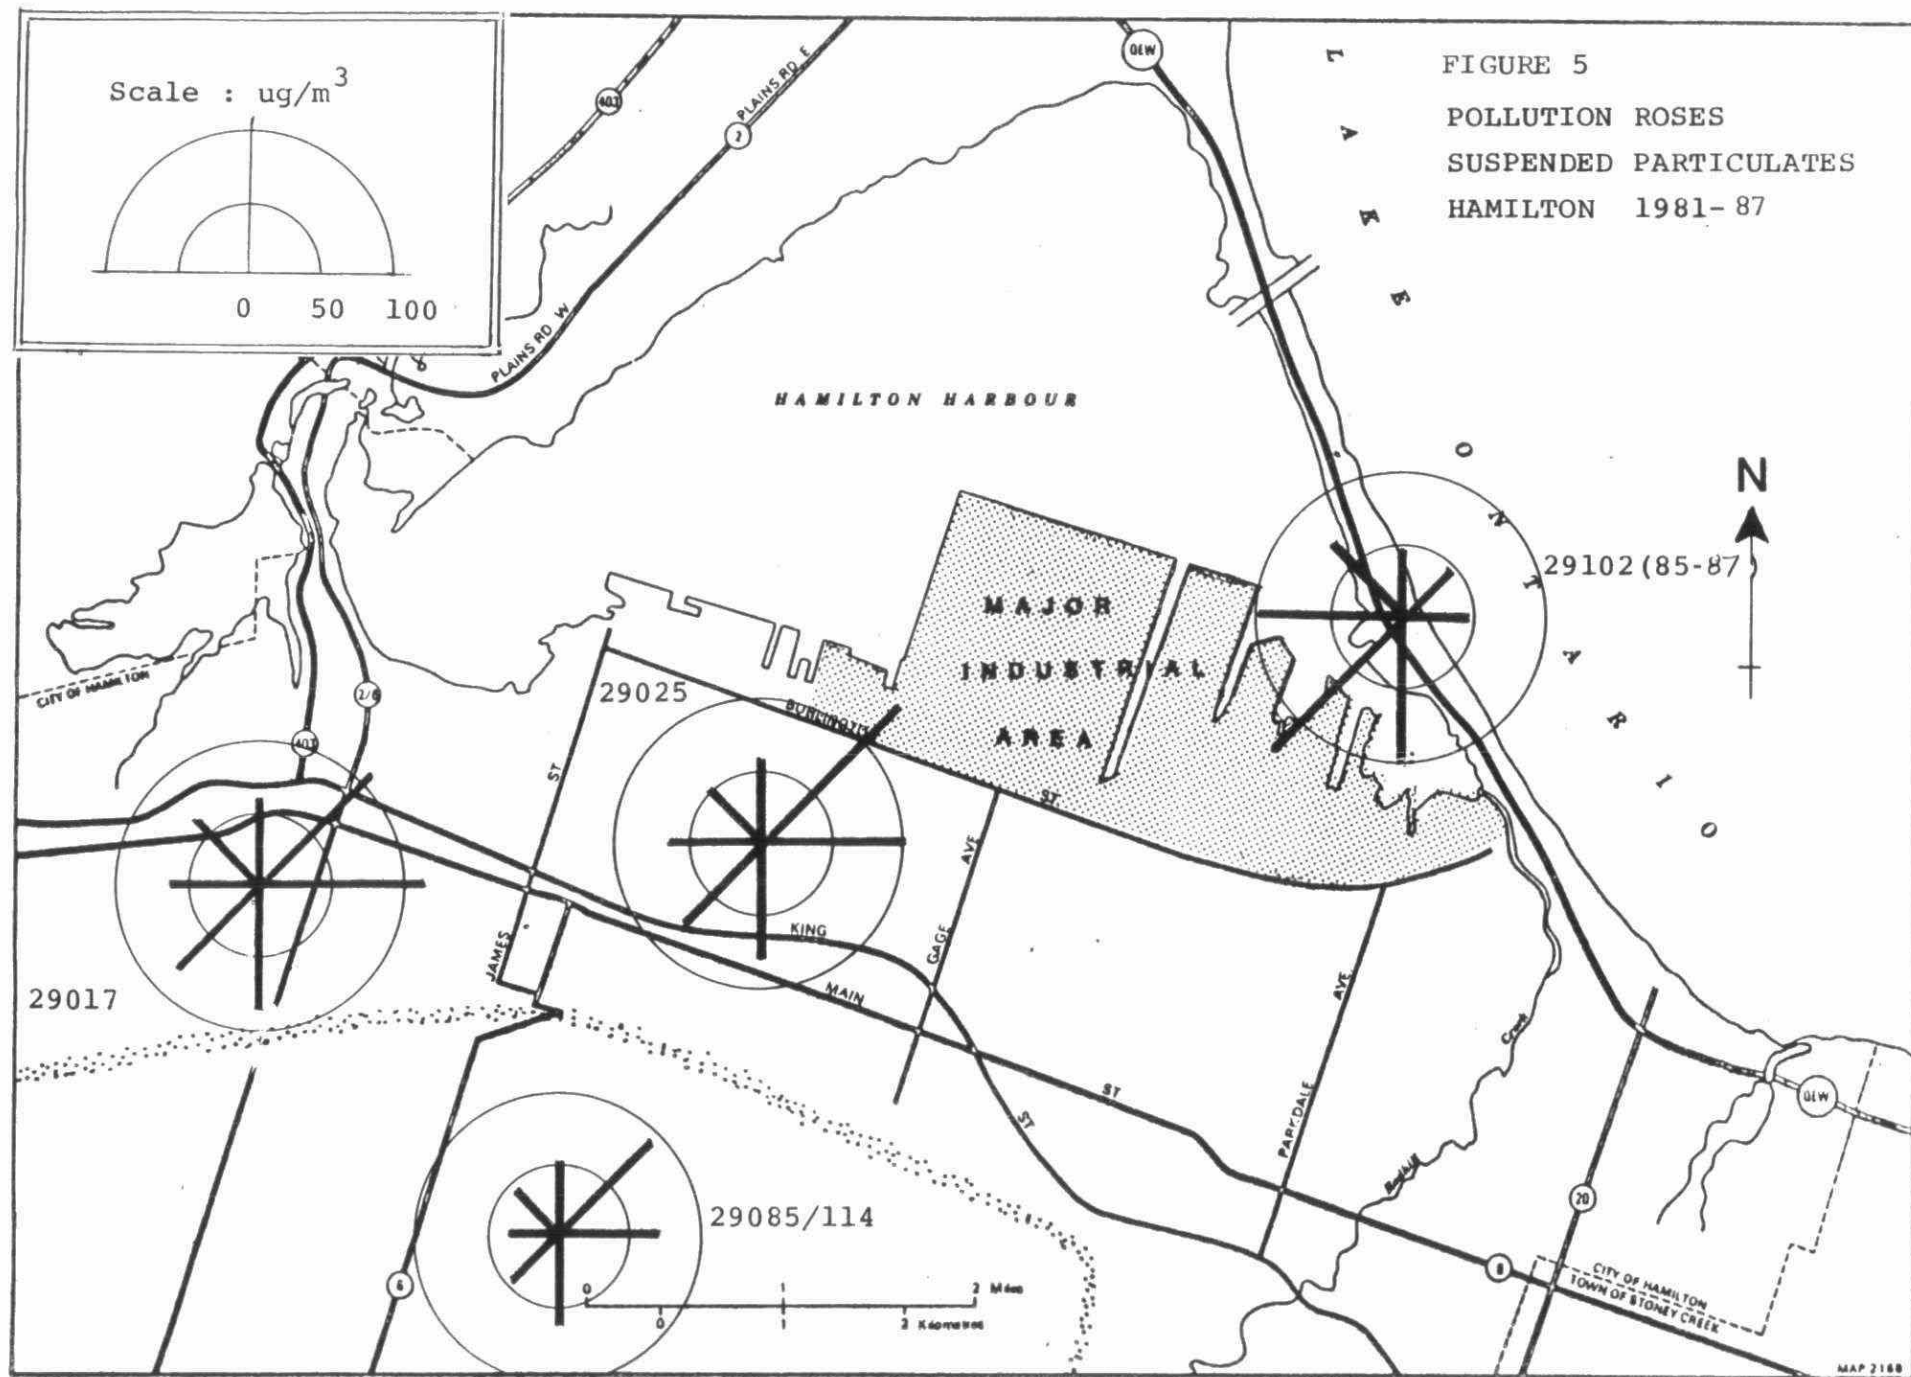 Scale : ug/m3
0 50 100
FIGURE 5
POLLUTION ROSES
SUSPENDED PARTICULATES
HAMILTON 1981-87
QEW
403
PLAINS RD E
2
PLAINS RD W
LAKE ONTARIO
HAMILTON HARBOUR
N
29102(85-87)
MAJOR
INDUSTRIAL
AREA
CITY OF HAMILTON
2/6
403
29025
BURLINGTON
ST
ST
29017
JAMES
KING
GAGE AVE
MAIN
ST
ST
PARKDALE AVE
Redhill Creek
29085/114
6
0 1 2 Miles
0 1 2 Kilometres
20
QEW
8
CITY OF HAMILTON
TOWN OF STONEY CREEK
MAP 2168